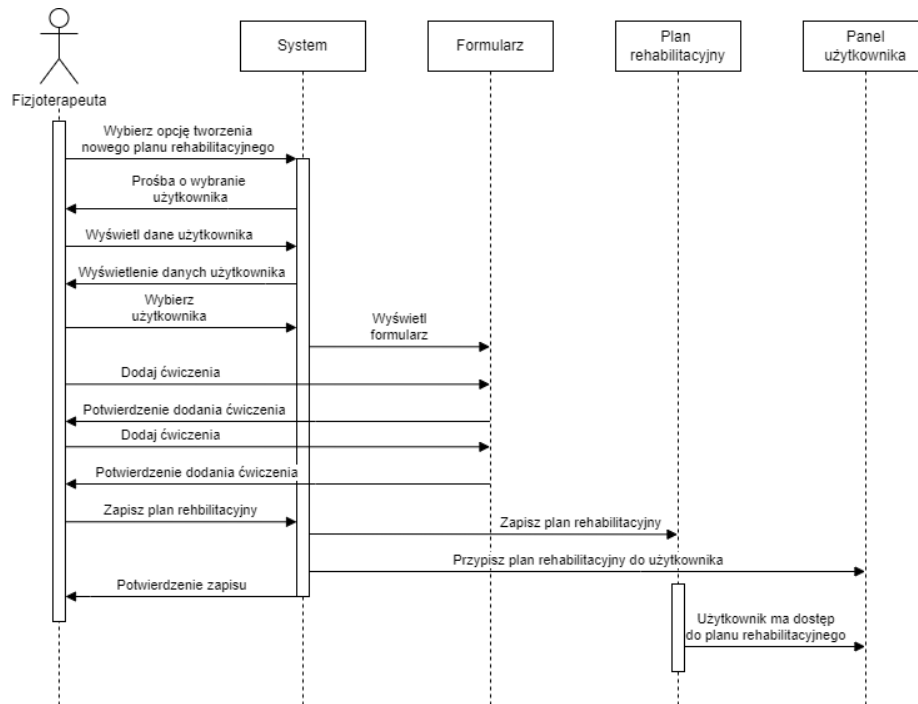 System
Formularz
Plan
rehabilitacyjny
Panel
użytkownika
Fizjoterapeuta
Wybierz opcję tworzenia
nowego planu rehabilitacyjnego
Prośba o wybranie
użytkownika
Wyświetl dane użytkownika
Wyświetlenie danych użytkownika
Wybierz
użytkownika
Wyświetl
formularz
Dodaj ćwiczenia
Potwierdzenie dodania ćwiczenia
Dodaj ćwiczenia
Potwierdzenie dodania ćwiczenia
Zapisz plan rehbilitacyjny
Zapisz plan rehabilitacyjny
Przypisz plan rehabilitacyjny do użytkownika
Potwierdzenie zapisu
Użytkownik ma dostęp
do planu rehabilitacyjnego